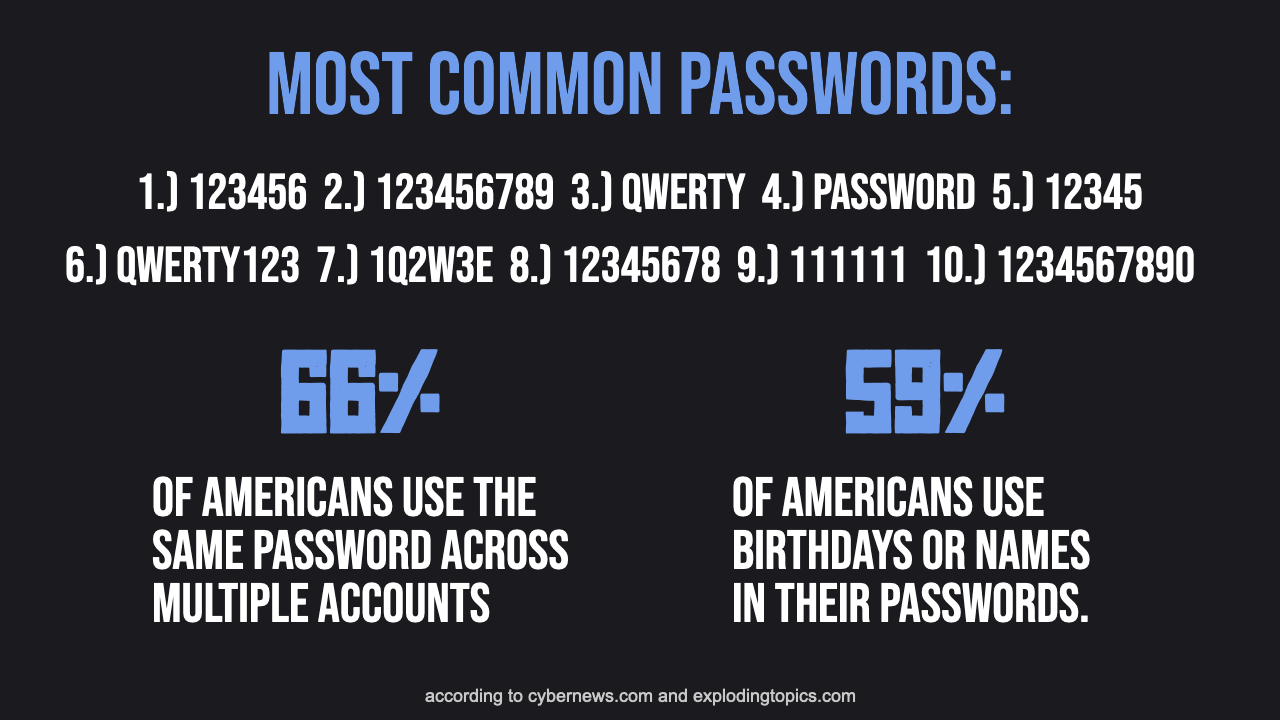 MOST COMMON PASSWORDS:
1.) 123456 2.) 123456789 3.) QWERTY 4.) PASSWORD 5.) 12345
6.) QWERTY123 7.) 1Q2W3E 8.) 12345678 9.) 111111 10.) 1234567890
66%
OF AMERICANS USE THE
SAME PASSWORD ACROSS
MULTIPLE ACCOUNTS
59%
OF AMERICANS USE
BIRTHDAYS OR NAMES
IN THEIR PASSWORDS.
according to cybernews.com and explodingtopics.com